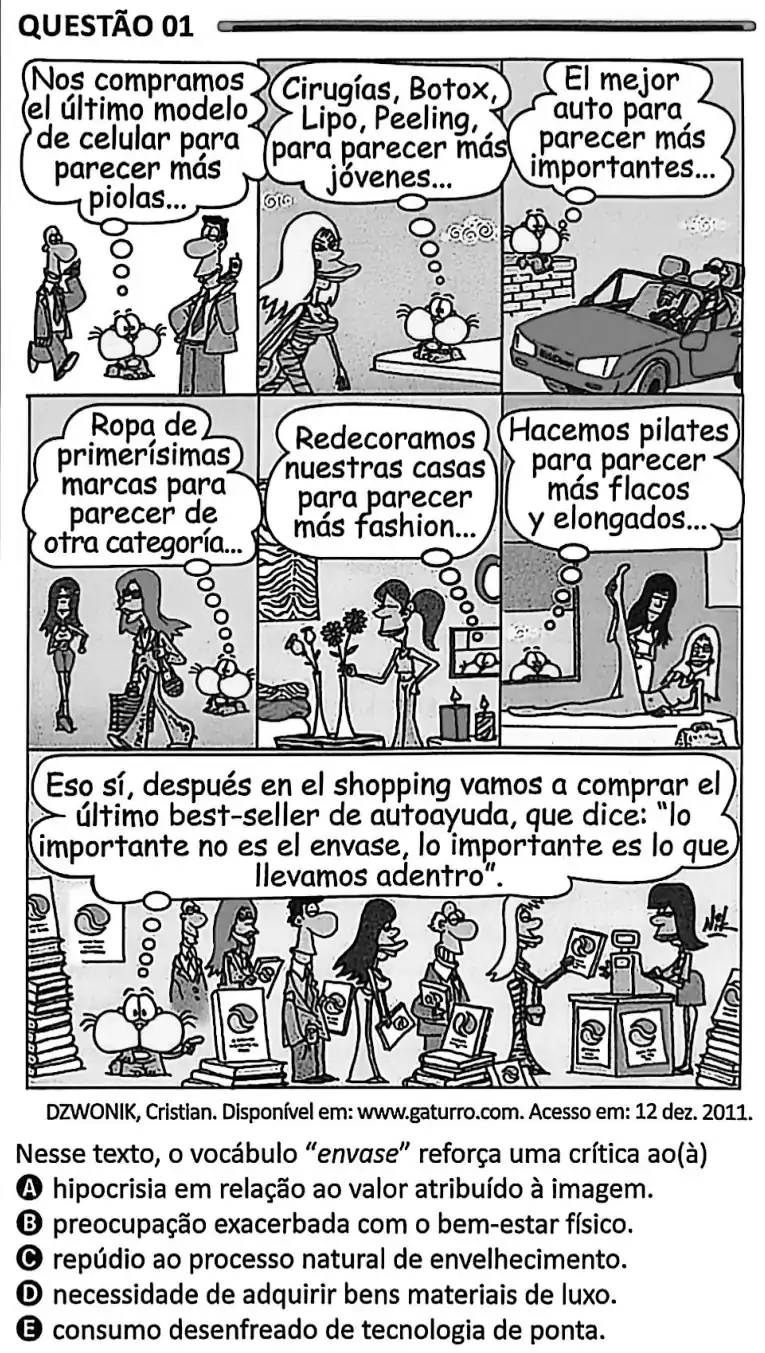 QUESTÃO 01
Nos compramos
el último modelo
de celular para
parecer más
piolas...
Cirugías, Botox,
Lipo, Peeling,
para parecer más
jóvenes...
El mejor
auto para
parecer más
importantes...
Ropa de
primerísimas
marcas para
parecer de
otra categoría...
Redecoramos
nuestras casas
para parecer
más fashion...
Hacemos pilates
para parecer
más flacos
y elongados...
Eso sí, después en el shopping vamos a comprar el
último best-seller de autoayuda, que dice: "lo
importante no es el envase, lo importante es lo que
llevamos adentro".
Nik
DZWONIK, Cristian. Disponível em: www.gaturro.com. Acesso em: 12 dez. 2011.
Nesse texto, o vocábulo "envase" reforça uma crítica ao(à)
A hipocrisia em relação ao valor atribuído à imagem.
B preocupação exacerbada com o bem-estar físico.
C repúdio ao processo natural de envelhecimento.
D necessidade de adquirir bens materiais de luxo.
E consumo desenfreado de tecnologia de ponta.